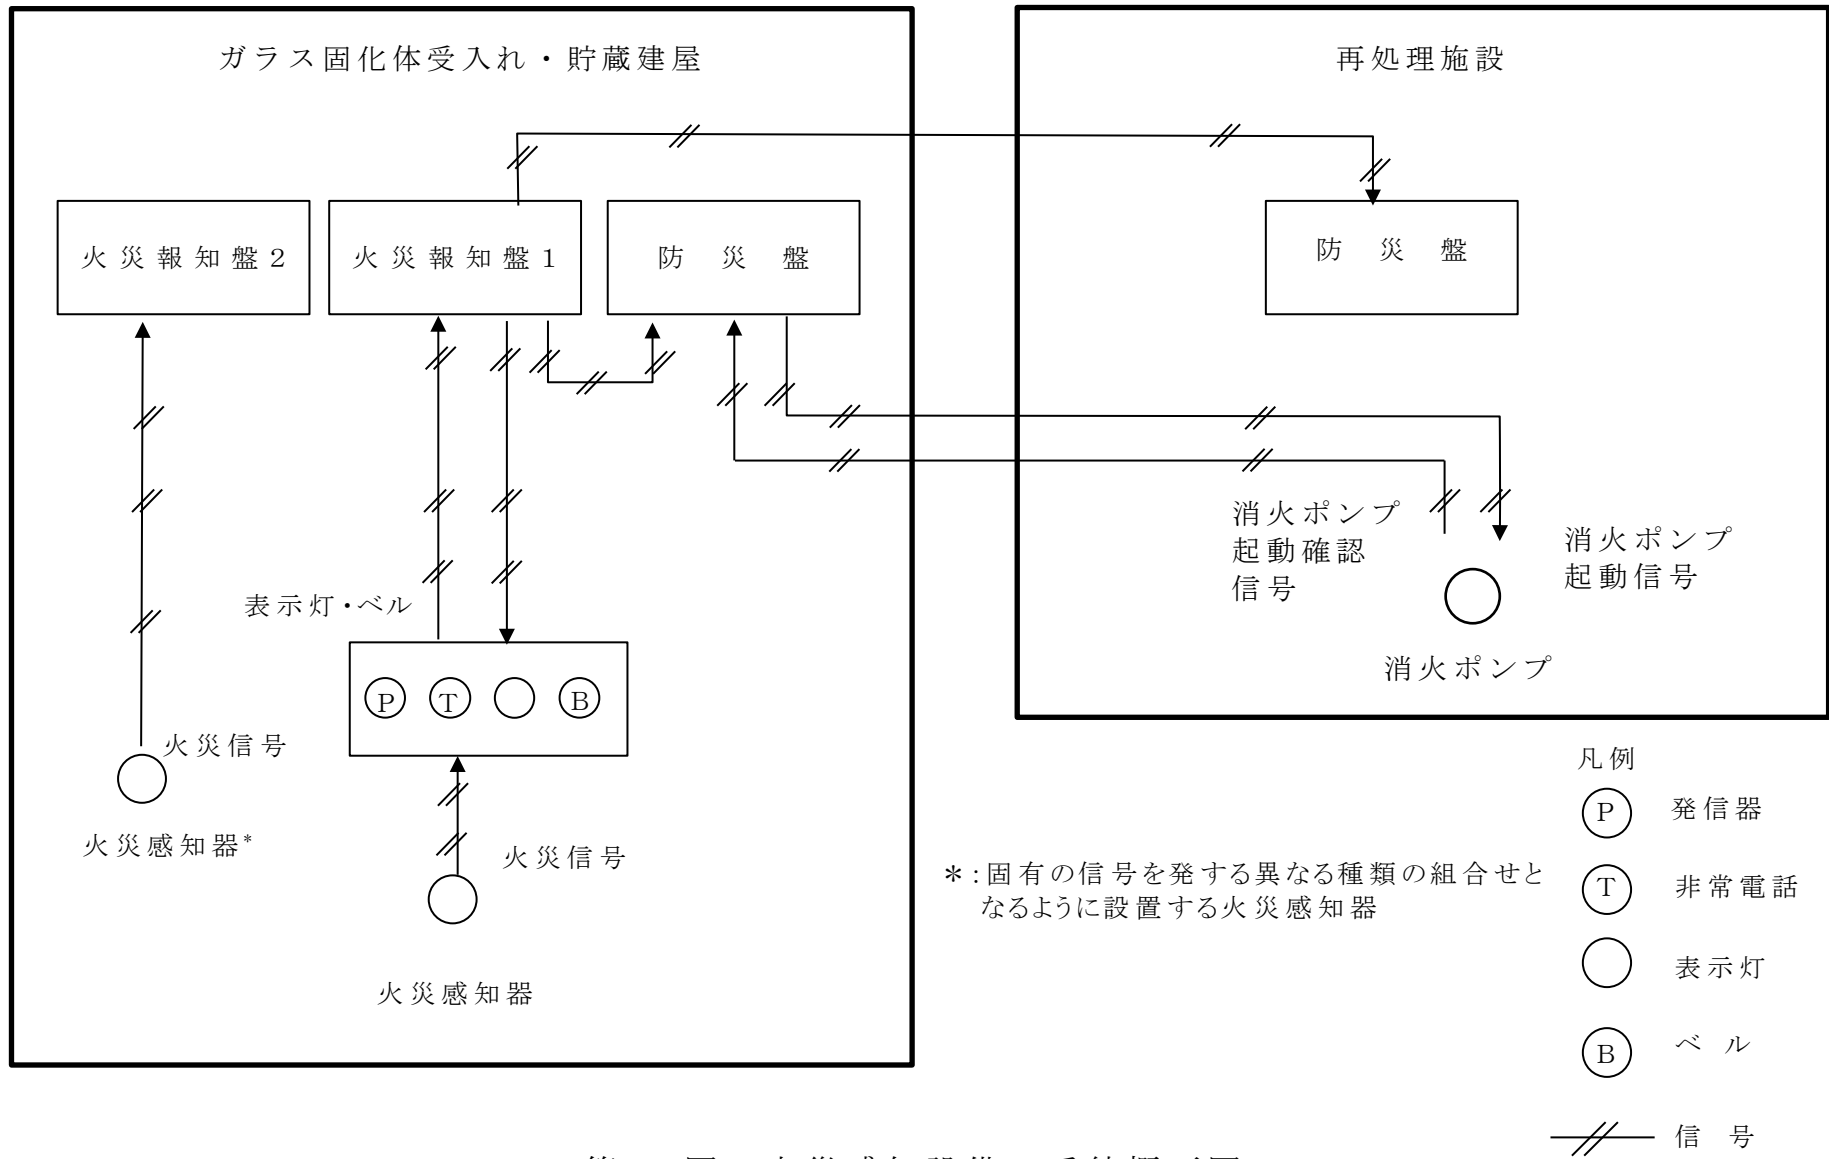 ガラス固化体受入れ・貯蔵建屋
再処理施設
火災報知盤2
火災報知盤1
防災盤
防災盤
消火ポンプ
起動確認
信号
消火ポンプ
起動信号
表示灯・ベル
消火ポンプ
P
T
B
火災信号
火災感知器*
火災信号
火災感知器
*:固有の信号を発する異なる種類の組合せと
なるように設置する火災感知器
凡例
P 発信器
T 非常電話
表示灯
B ベル
信号